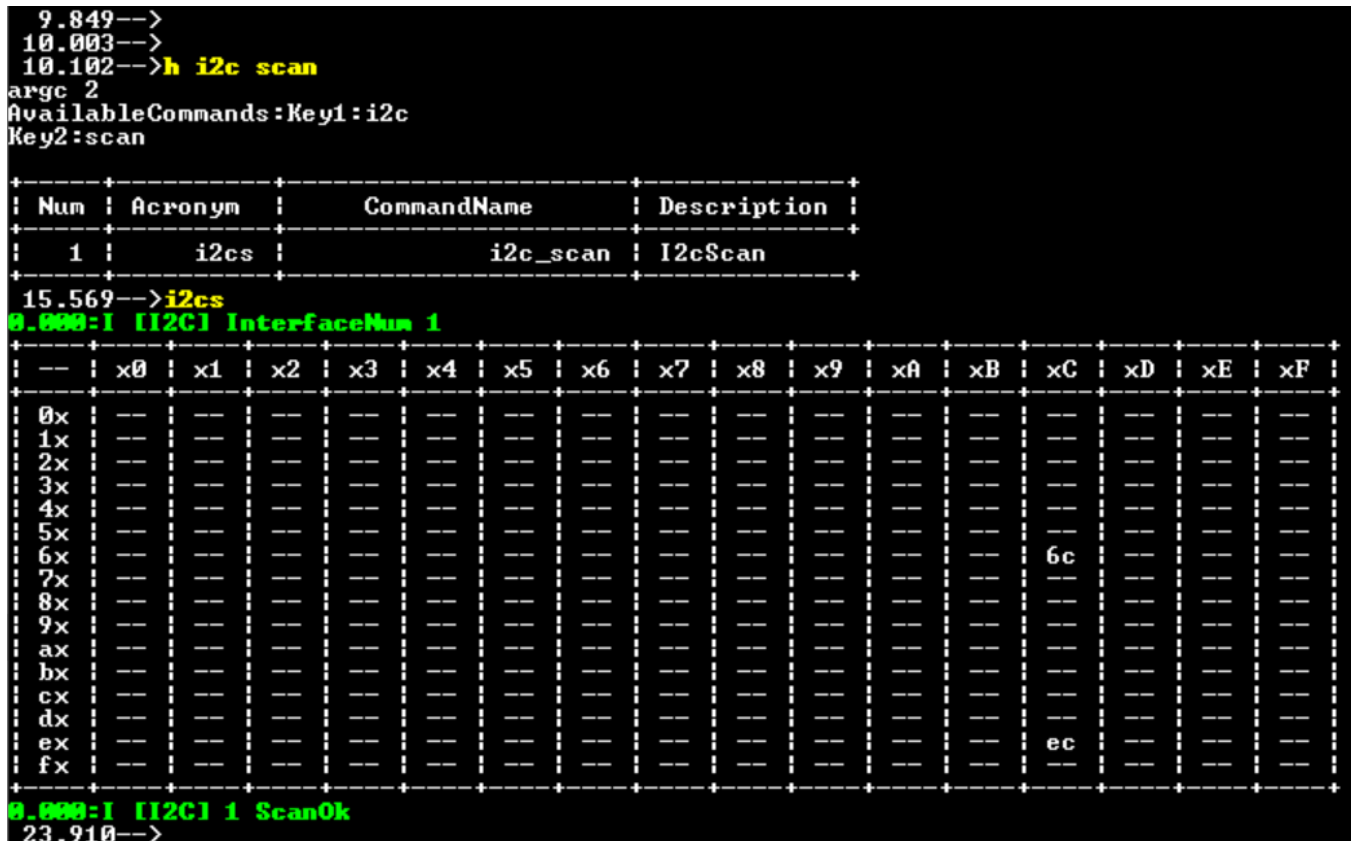 9.849-->
10.003-->
10.102-->h i2c scan
argc 2
AvailableCommands:Key1:i2c
Key2:scan
+-----+----------+----------------------+-------------+
| Num | Acronym | CommandName | Description |
+-----+----------+----------------------+-------------+
| 1 | i2cs | i2c_scan | I2cScan
+-----+----------+----------------------+-------------+
15.569-->i2cs
0.000:I [I2C] InterfaceNum 1
+----+----+----+----+----+----+----+----+----+----+----+----+----+----+----+----+----+
| -- | x0 | x1 | x2 | x3 | x4 | x5 | x6 | x7 | x8 | x9 | xA | xB | xC | xD | xE | xF |
+----+----+----+----+----+----+----+----+----+----+----+----+----+----+----+----+----+
| 0x | -- | -- | -- | -- | -- | -- | -- | -- | -- | -- | -- | -- | -- | -- | -- | -- |
| 1x | -- | -- | -- | -- | -- | -- | -- | -- | -- | -- | -- | -- | -- | -- | -- | -- |
| 2x | -- | -- | -- | -- | -- | -- | -- | -- | -- | -- | -- | -- | -- | -- | -- | -- |
| 3x | -- | -- | -- | -- | -- | -- | -- | -- | -- | -- | -- | -- | -- | -- | -- | -- |
| 4x | -- | -- | -- | -- | -- | -- | -- | -- | -- | -- | -- | -- | -- | -- | -- | -- |
| 5x | -- | -- | -- | -- | -- | -- | -- | -- | -- | -- | -- | -- | -- | -- | -- | -- |
| 6x | -- | -- | -- | -- | -- | -- | -- | -- | -- | -- | -- | -- | 6c | -- | -- | -- |
| 7x | -- | -- | -- | -- | -- | -- | -- | -- | -- | -- | -- | -- | -- | -- | -- | -- |
| 8x | -- | -- | -- | -- | -- | -- | -- | -- | -- | -- | -- | -- | -- | -- | -- | -- |
| 9x | -- | -- | -- | -- | -- | -- | -- | -- | -- | -- | -- | -- | -- | -- | -- | -- |
| ax | -- | -- | -- | -- | -- | -- | -- | -- | -- | -- | -- | -- | -- | -- | -- | -- |
| bx | -- | -- | -- | -- | -- | -- | -- | -- | -- | -- | -- | -- | -- | -- | -- | -- |
| cx | -- | -- | -- | -- | -- | -- | -- | -- | -- | -- | -- | -- | -- | -- | -- | -- |
| dx | -- | -- | -- | -- | -- | -- | -- | -- | -- | -- | -- | -- | -- | -- | -- | -- |
| ex | -- | -- | -- | -- | -- | -- | -- | -- | -- | -- | -- | -- | ec | -- | -- | -- |
| fx | -- | -- | -- | -- | -- | -- | -- | -- | -- | -- | -- | -- | -- | -- | -- | -- |
+----+----+----+----+----+----+----+----+----+----+----+----+----+----+----+----+----+
0.000:I [I2C] 1 ScanOk
23.910-->